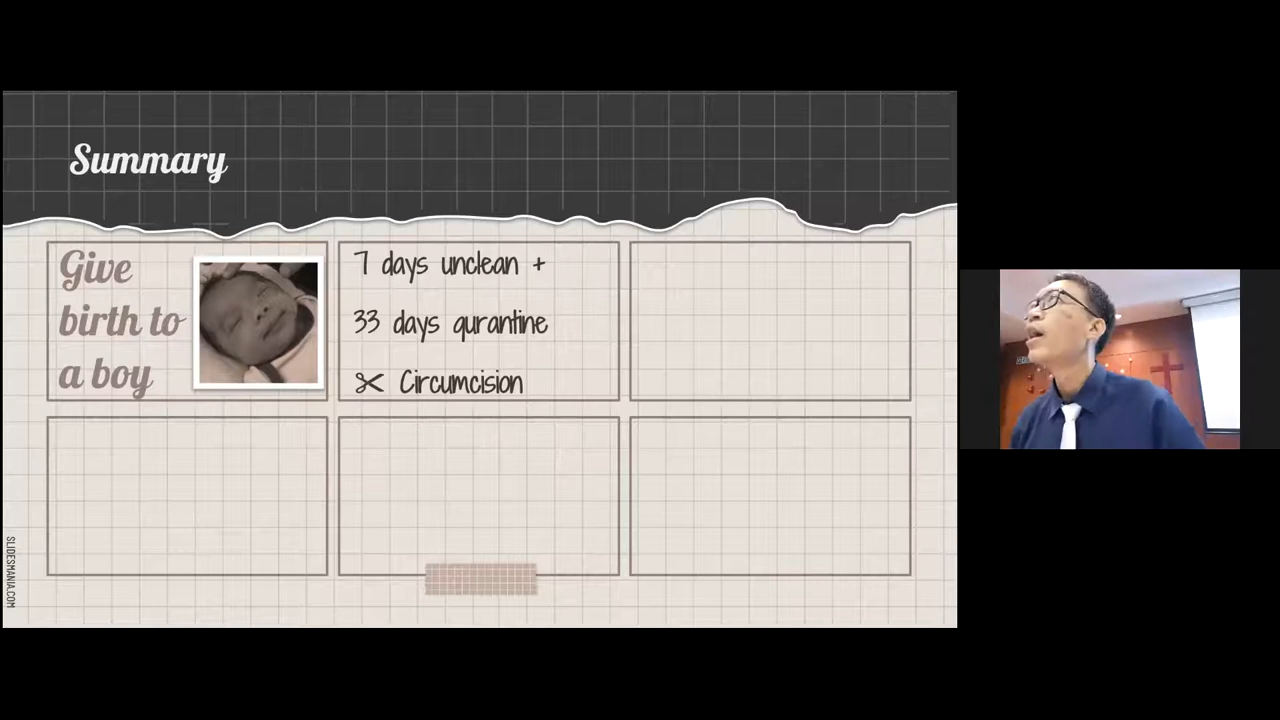 Summary
Give
birth to
a boy
7 days unclean +
33 days qurantine
✂ Circumcision
SLIDESMANIA.COM